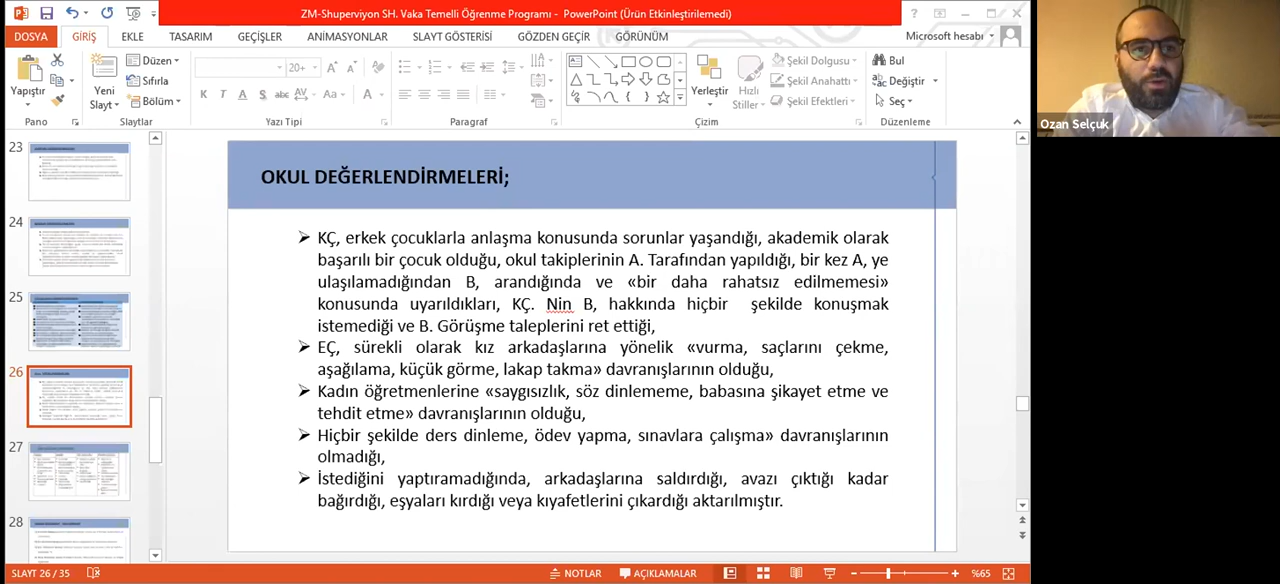 ZM-Shuperviyon SH. Vaka Temelli Öğrenme Programı - PowerPoint (Ürün Etkinleştirilemedi)
DOSYA GİRİŞ EKLE TASARIM GEÇİŞLER ANİMASYONLAR SLAYT GÖSTERİSİ GÖZDEN GEÇİR GÖRÜNÜM Microsoft hesabı
Yapıştır
Yeni
Slayt
Düzen
Sıfırla
Bölüm
20+
K T A S abc AV Aa A
Yerleştir
Hızlı
Stiller
Şekil Dolgusu
Şekil Anahattı
Şekil Efektleri
Bul
Değiştir
Seç
Pano Slaytlar Yazı Tipi Paragraf Çizim Düzenleme
Ozan Selçuk
23
24
25
26
27
28
OKUL DEĞERLENDİRMELERİ;
KÇ, erkek çocuklarla anlaşma konusunda sorunlar yaşandığı, akademik olarak
başarılı bir çocuk olduğu, okul takiplerinin A. Tarafından yapıldığı, bir kez A, ye
ulaşılamadığından B, arandığında ve «bir daha rahatsız edilmemesi»
konusunda uyarıldıkları, KÇ, Nin B, hakkında hiçbir şekilde konuşmak
istemediği ve B. Görüşme taleplerini ret ettiği,
EÇ, sürekli olarak kız arkadaşlarına yönelik «vurma, saçlarını çekme,
aşağılama, küçük görme, lakap takma» davranışlarının olduğu,
Kadın öğretmenlerine «saygısızlık, söz dinlememe, babasına şikayet etme ve
tehdit etme» davranışlarının olduğu,
Hiçbir şekilde ders dinleme, ödev yapma, sınavlara çalışma» davranışlarının
olmadığı,
İstediğini yaptıramadığına, arkadaşlarına saldırdığı, avazı çıktığı kadar
bağırdığı, eşyaları kırdığı veya kıyafetlerini çıkardığı aktarılmıştır.
SLAYT 26 / 35 NOTLAR AÇIKLAMALAR %65